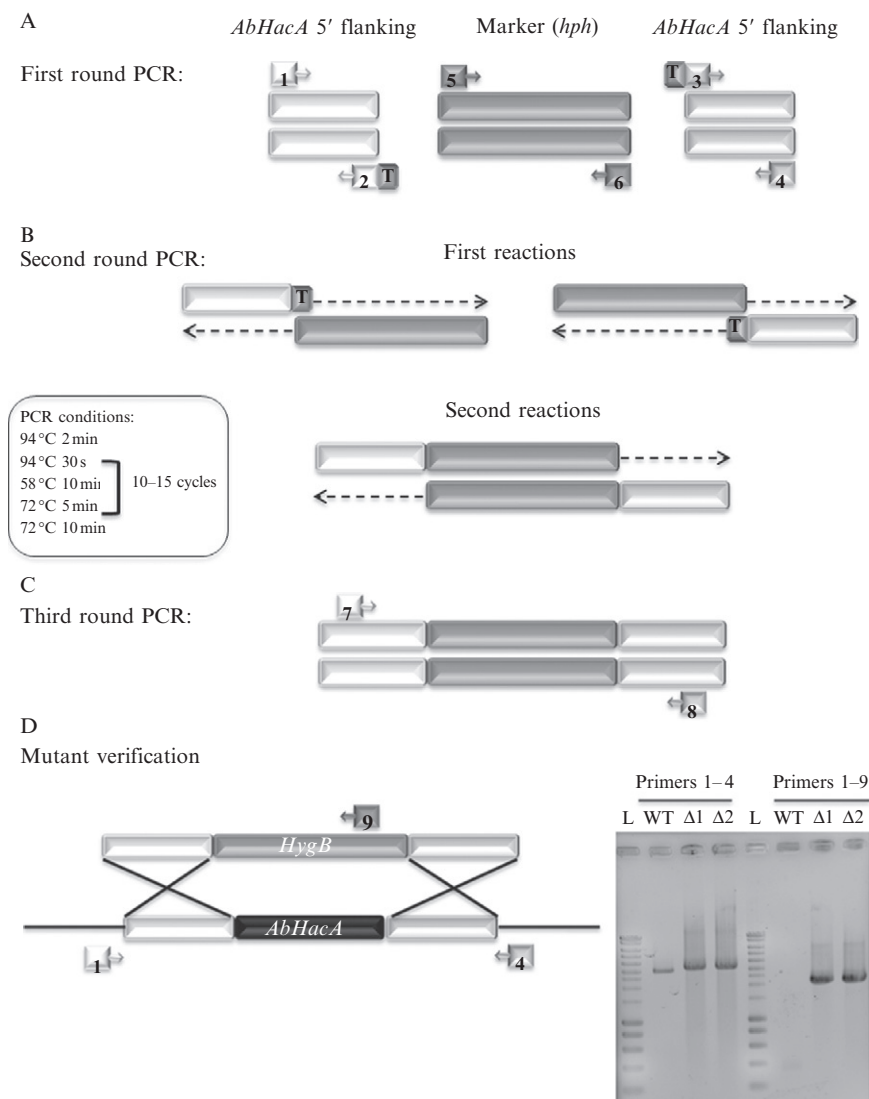 A
AbHacA 5′ flanking Marker (hph) AbHacA 5′ flanking
First round PCR:
1 5 T 3
2 T 6 4
B
Second round PCR:
First reactions
T
T
PCR conditions:
94 °C 2 min
94 °C 30 s
58 °C 10 min
72 °C 5 min
72 °C 10 min
10–15 cycles
Second reactions
C
Third round PCR:
7
8
D
Mutant verification
9
HygB
AbHacA
1 4
Primers 1–4 Primers 1–9
L WT Δ1 Δ2 L WT Δ1 Δ2